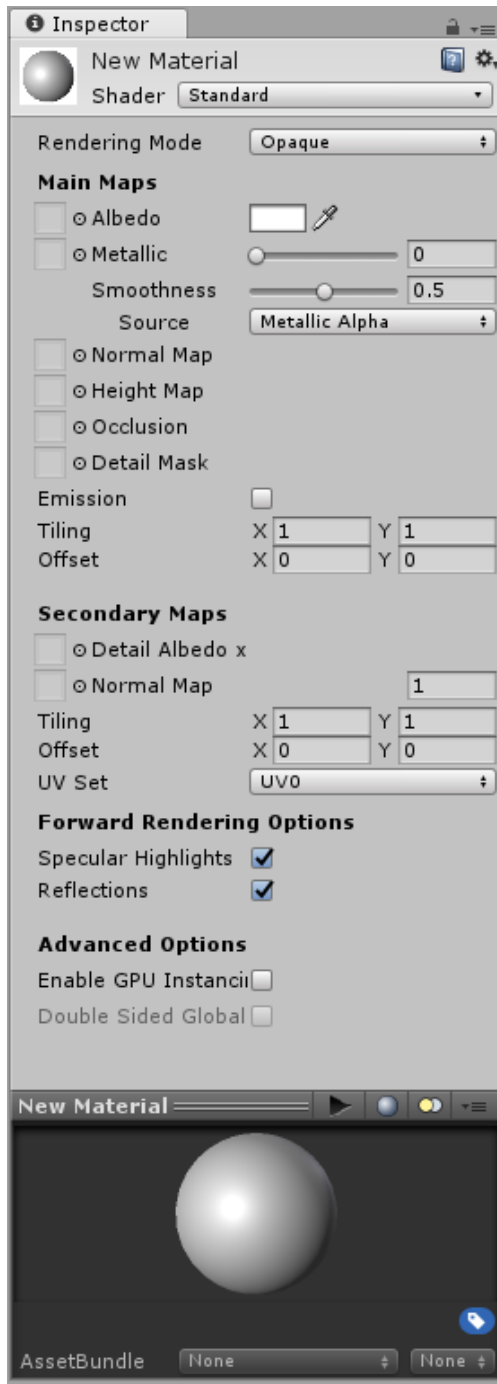 Inspector
New Material
Shader Standard
Rendering Mode Opaque
Main Maps
Albedo
Metallic 0
Smoothness 0.5
Source Metallic Alpha
Normal Map
Height Map
Occlusion
Detail Mask
Emission
Tiling X 1 Y 1
Offset X 0 Y 0
Secondary Maps
Detail Albedo x
Normal Map 1
Tiling X 1 Y 1
Offset X 0 Y 0
UV Set UV0
Forward Rendering Options
Specular Highlights
Reflections
Advanced Options
Enable GPU Instancin
Double Sided Global
New Material
AssetBundle None None